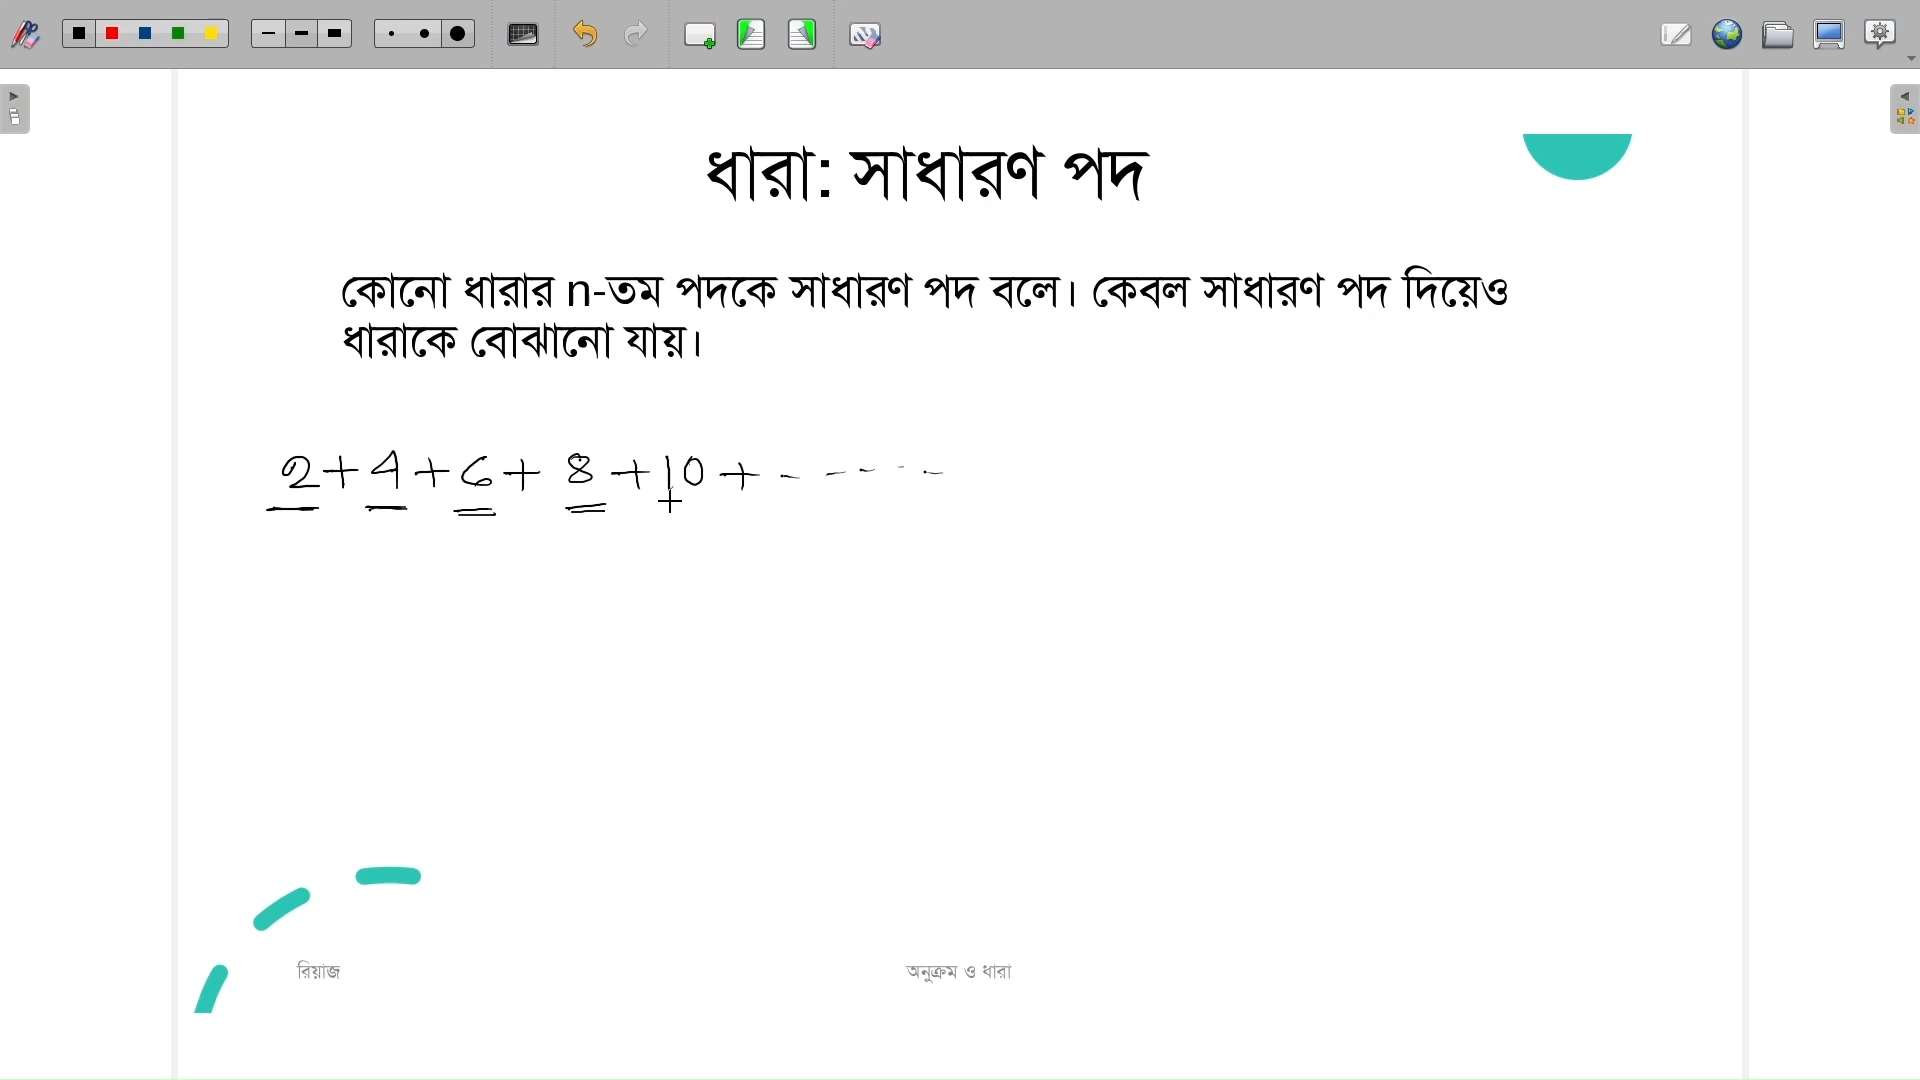 ধারা: সাধারণ পদ
কোনো ধারার n-তম পদকে সাধারণ পদ বলে। কেবল সাধারণ পদ দিয়েও
ধারাকে বোঝানো যায়।
2+4+6+ 8+10+ - - - - - -
রিয়াজ
অনুক্রম ও ধারা